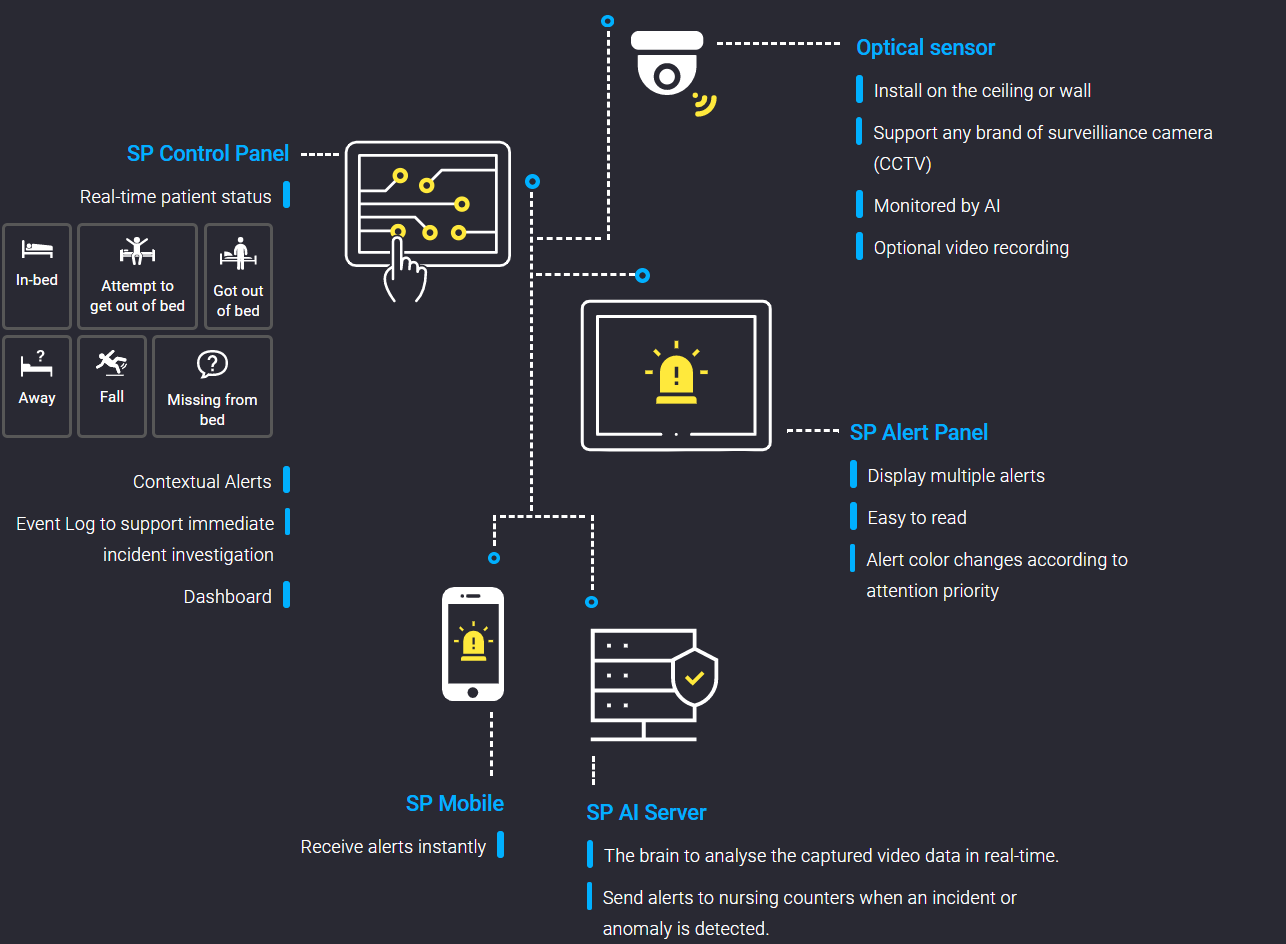 Optical sensor
Install on the ceiling or wall
Support any brand of surveilliance camera
(CCTV)
Monitored by AI
Optional video recording
SP Control Panel
Real-time patient status
In-bed
Attempt to
get out of bed
Got out
of bed
?
Away
Fall
?
Missing from
bed
Contextual Alerts
Event Log to support immediate
incident investigation
Dashboard
!
SP Alert Panel
Display multiple alerts
Easy to read
Alert color changes according to
attention priority
!
SP Mobile
Receive alerts instantly
SP AI Server
The brain to analyse the captured video data in real-time.
Send alerts to nursing counters when an incident or
anomaly is detected.